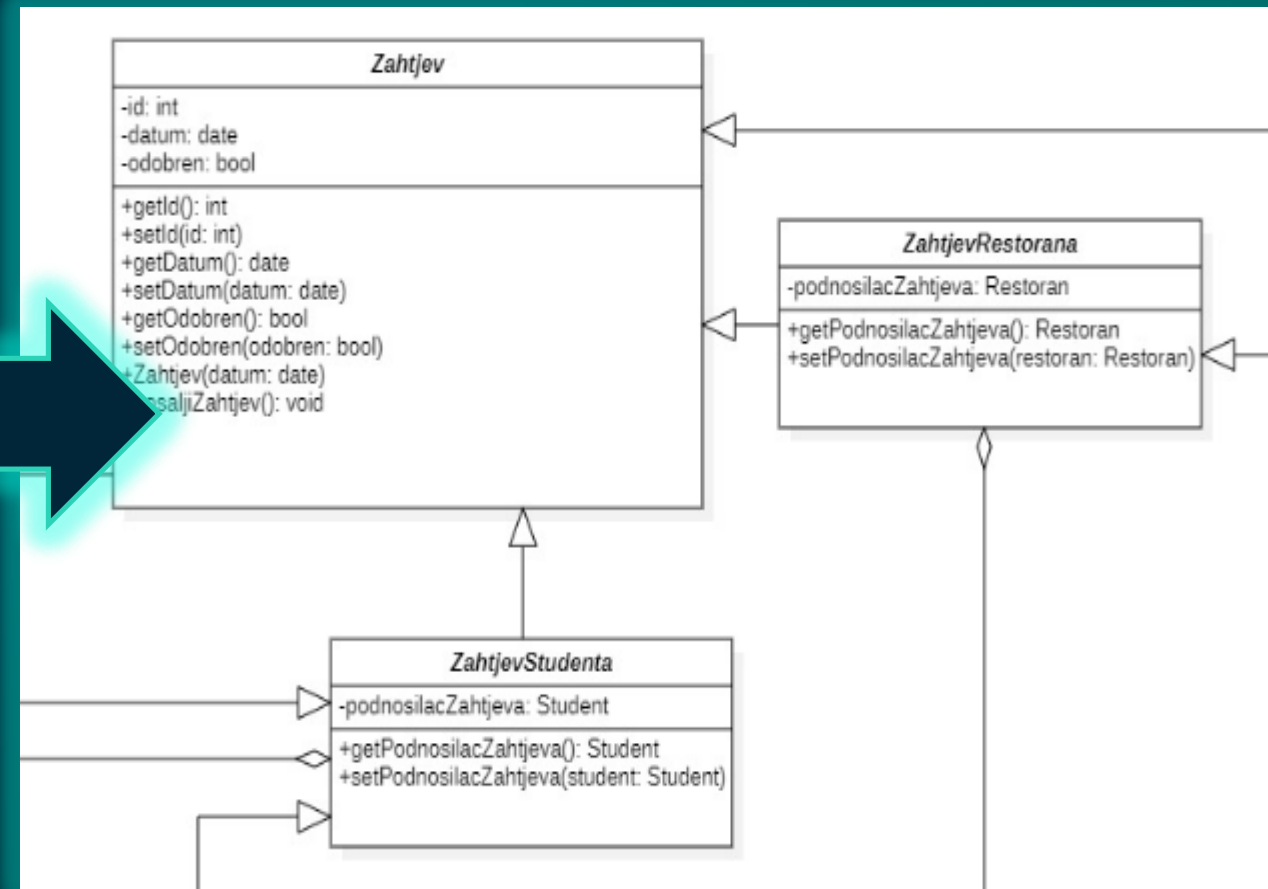 Zahtjev
-id: int
-datum: date
-odobren: bool
+getId(): int
+setId(id: int)
+getDatum(): date
+setDatum(datum: date)
+getOdobren(): bool
+setOdobren(odobren: bool)
+Zahtjev(datum: date)
void
ZahtjevRestorana
-podnosilacZahtjeva: Restoran
+getPodnosilacZahtjeva(): Restoran
+setPodnosilacZahtjeva(restoran: Restoran)
ZahtjevStudenta
-podnosilacZahtjeva: Student
+getPodnosilacZahtjeva(): Student
+setPodnosilacZahtjeva(student: Student)